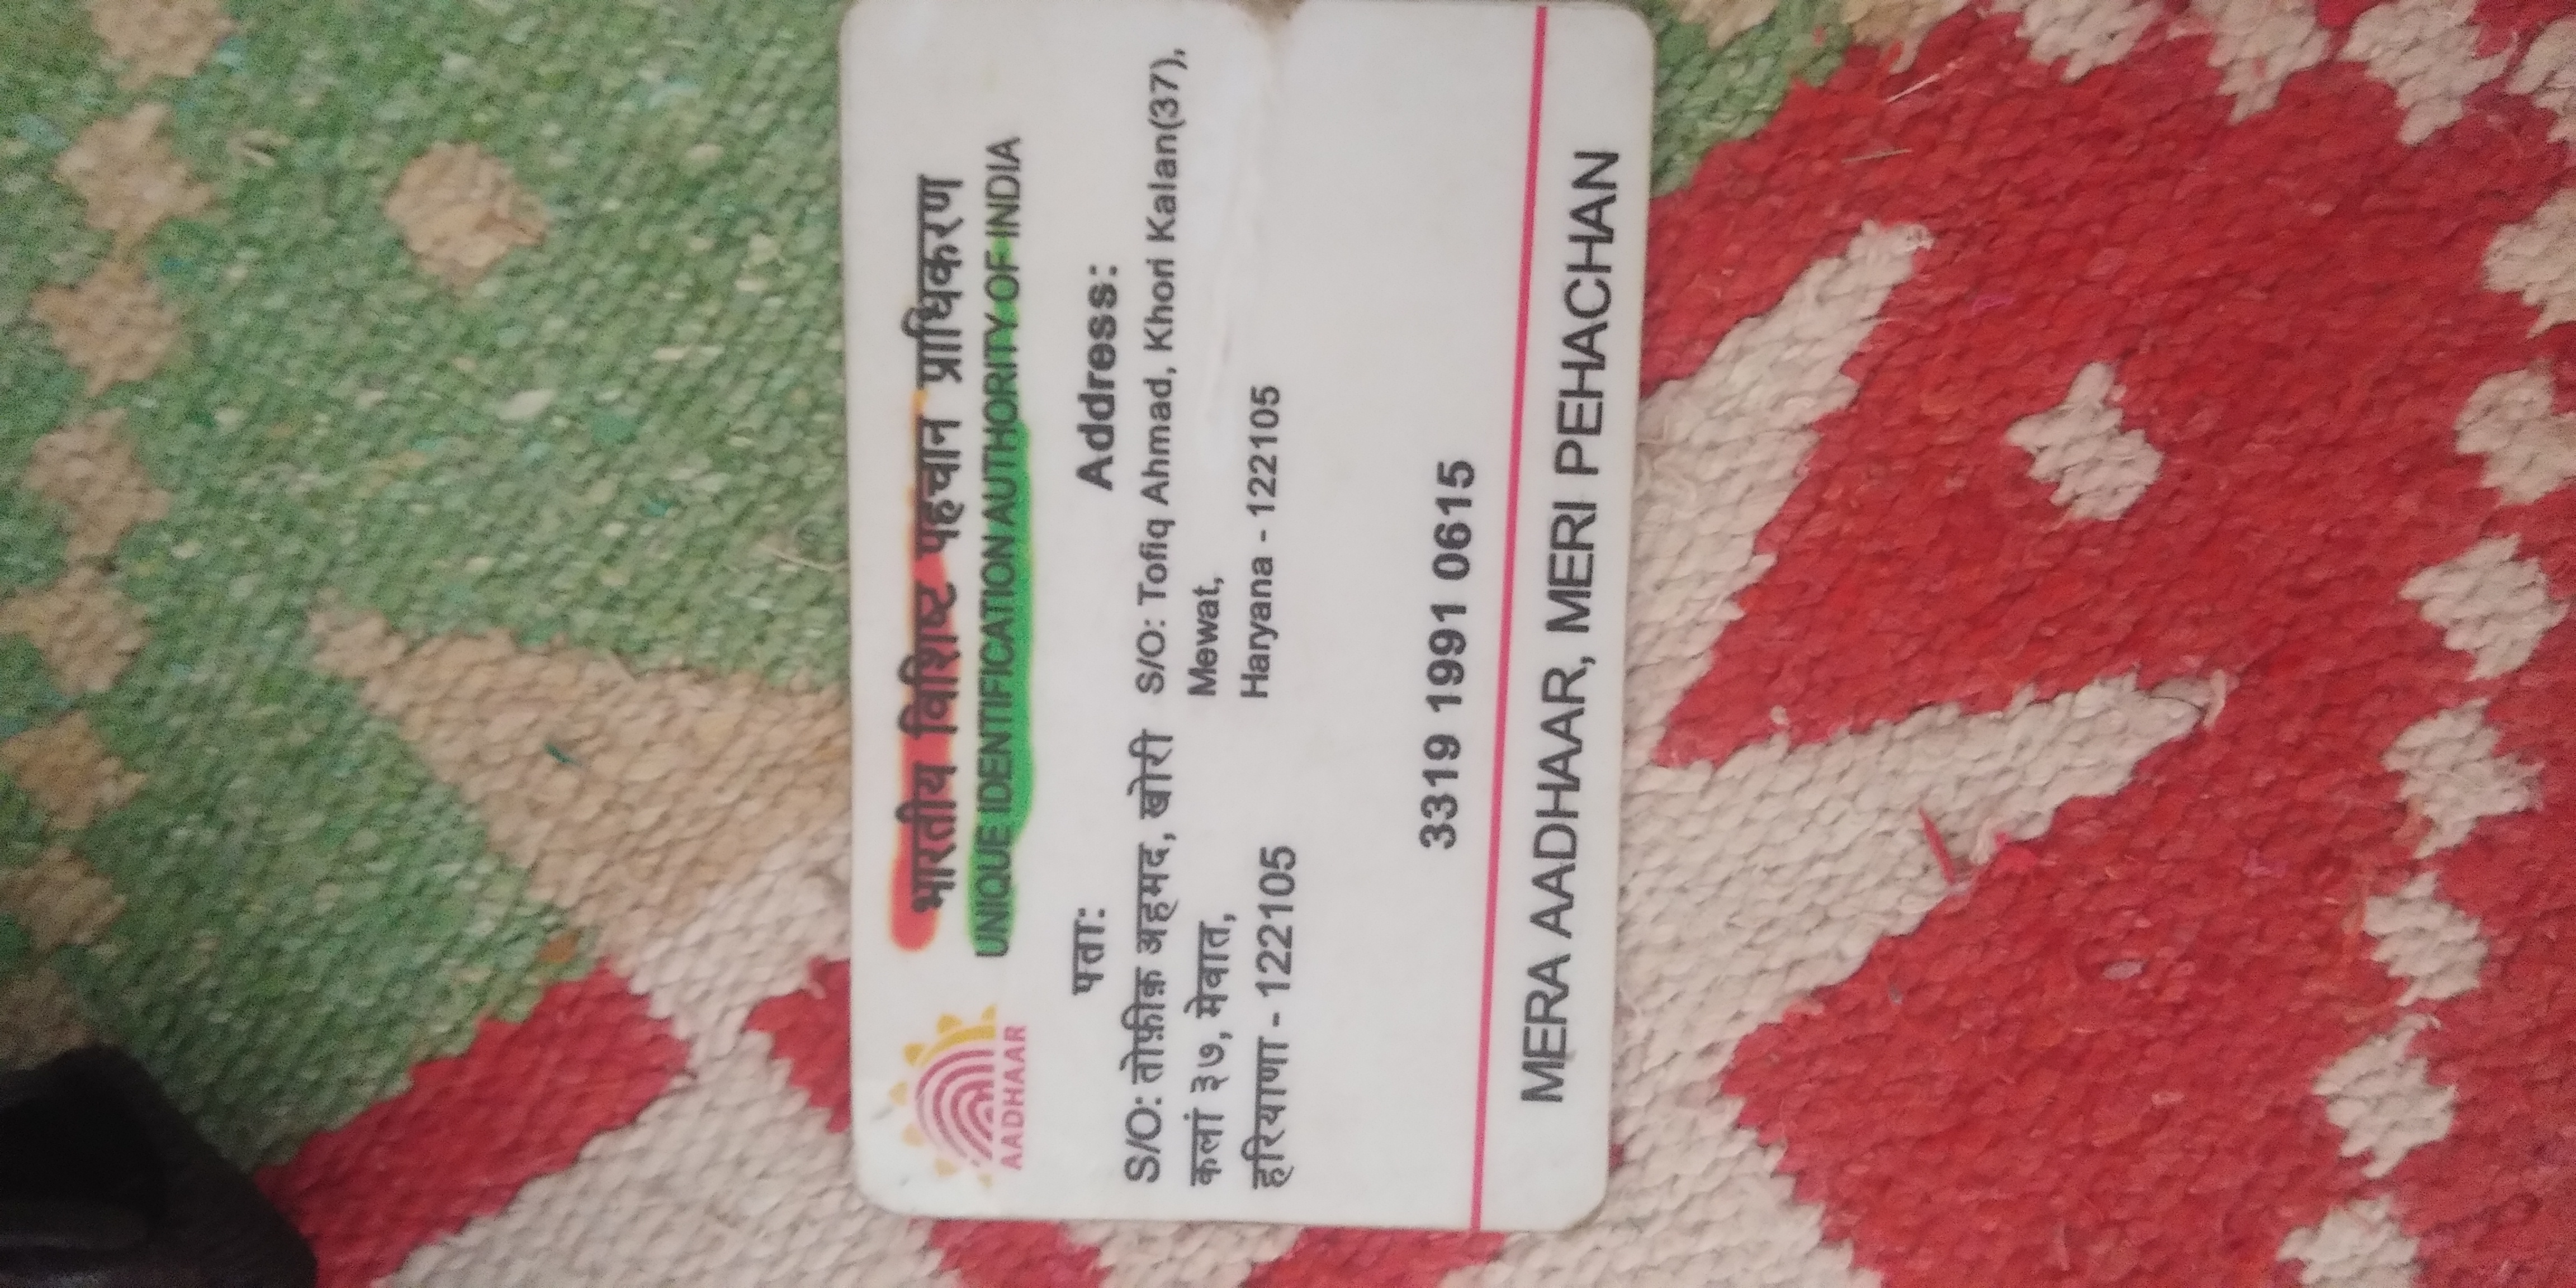 भारतीय विशिष्ट पहचान प्राधिकरण
UNIQUE IDENTIFICATION AUTHORITY OF INDIA
AADHAAR
पता:
S/O: तोफ़ीक़ अहमद, खोरी
कलां ३७, मेवात,
हरियाणा - 122105
Address:
S/O: Tofiq Ahmad, Khori Kalan(37),
Mewat,
Haryana - 122105
3319 1991 0615
MERA AADHAAR, MERI PEHACHAN